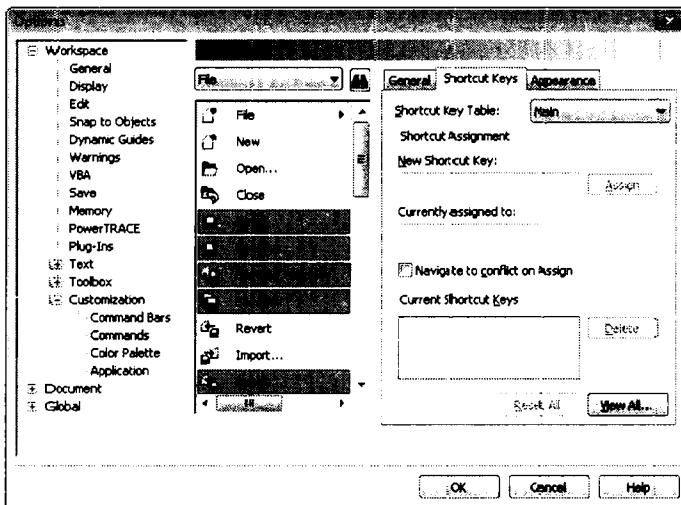 Options
Workspace
General
Display
Edit
Snap to Objects
Dynamic Guides
Warnings
VBA
Save
Memory
PowerTRACE
Plug-Ins
Text
Toolbox
Customization
Command Bars
Commands
Color Palette
Application
Document
Global
File
File
New
Open...
Close
Revert
Import...
General
Shortcut Keys
Appearance
Shortcut Key Table:
Main
Shortcut Assignment
New Shortcut Key:
Assign
Currently assigned to:
Navigate to conflict on Assign
Current Shortcut Keys
Delete
Reset All
View All...
OK
Cancel
Help